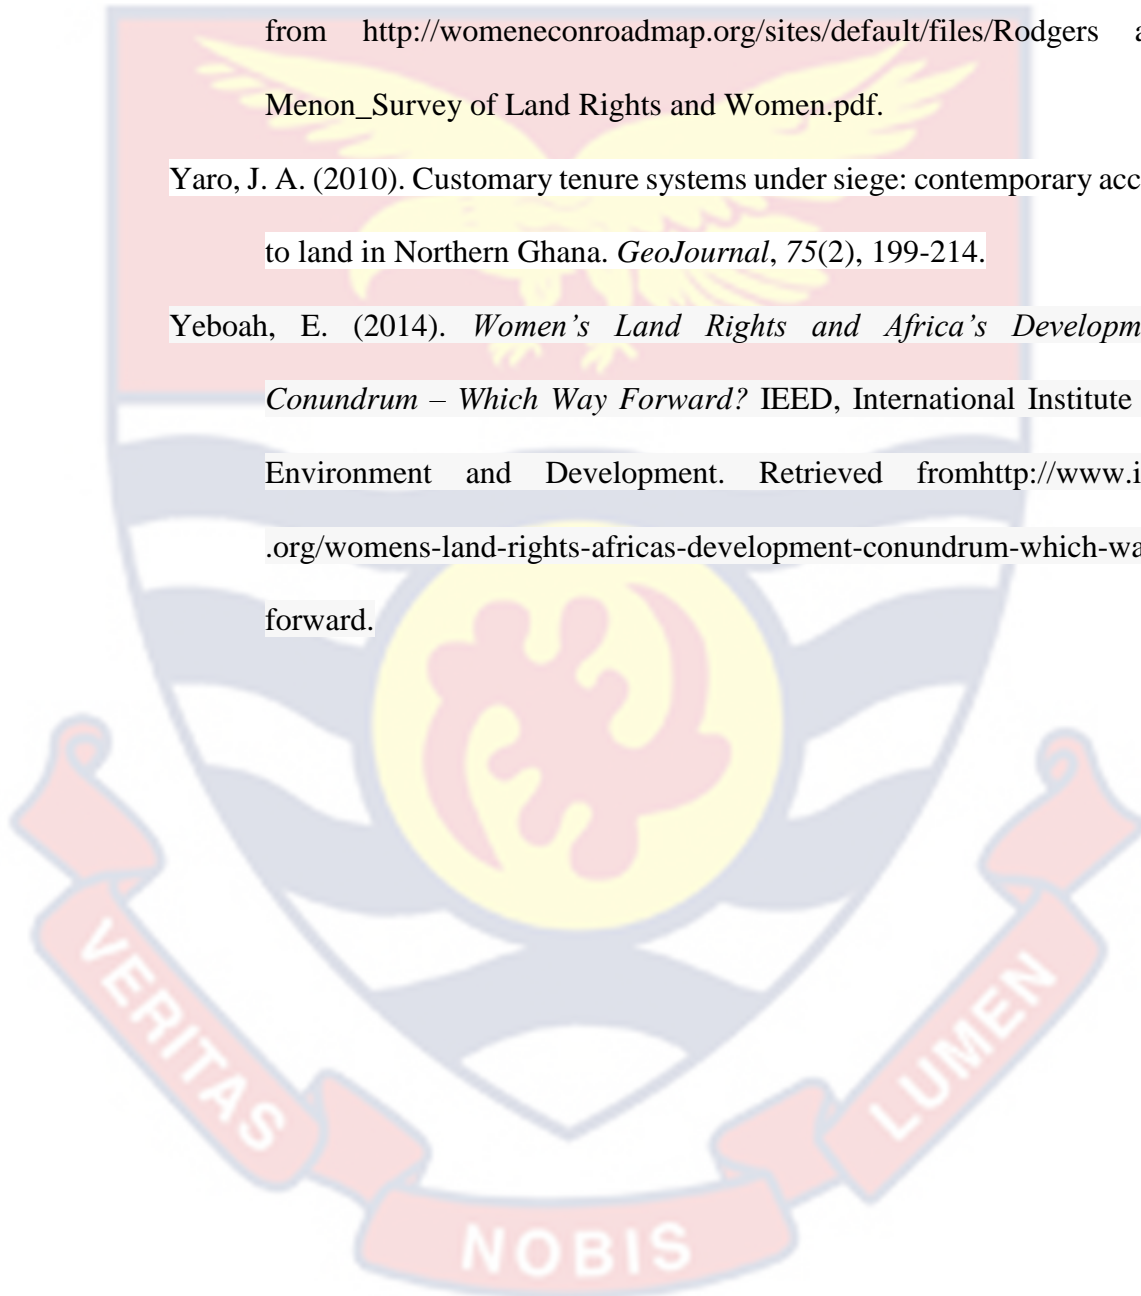 from http://womeneconroadmap.org/sites/default/files/Rodgers a
Menon_Survey of Land Rights and Women.pdf.
Yaro, J. A. (2010). Customary tenure systems under siege: contemporary acc
to land in Northern Ghana. GeoJournal, 75(2), 199-214.
Yeboah, E. (2014). Women’s Land Rights and Africa’s Developm
Conundrum – Which Way Forward? IEED, International Institute
Environment and Development. Retrieved fromhttp://www.i
.org/womens-land-rights-africas-development-conundrum-which-wa
forward.
VERITAS
NOBIS
LUMEN